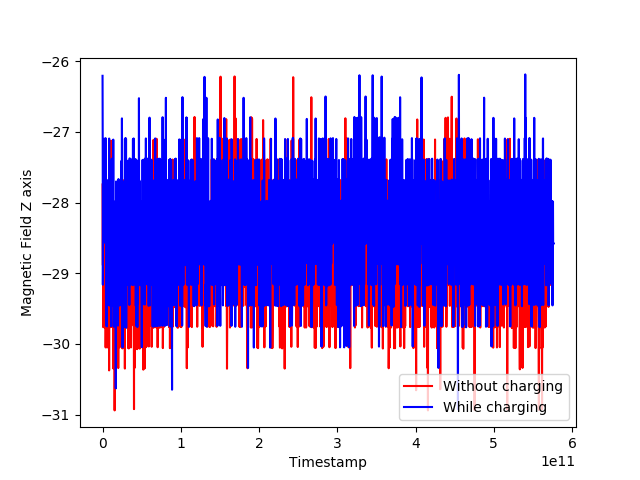 −26
−27
−28
−29
−30
−31
Magnetic Field Z axis
Without charging
While charging
0
1
2
3
4
5
6
1e11
Timestamp